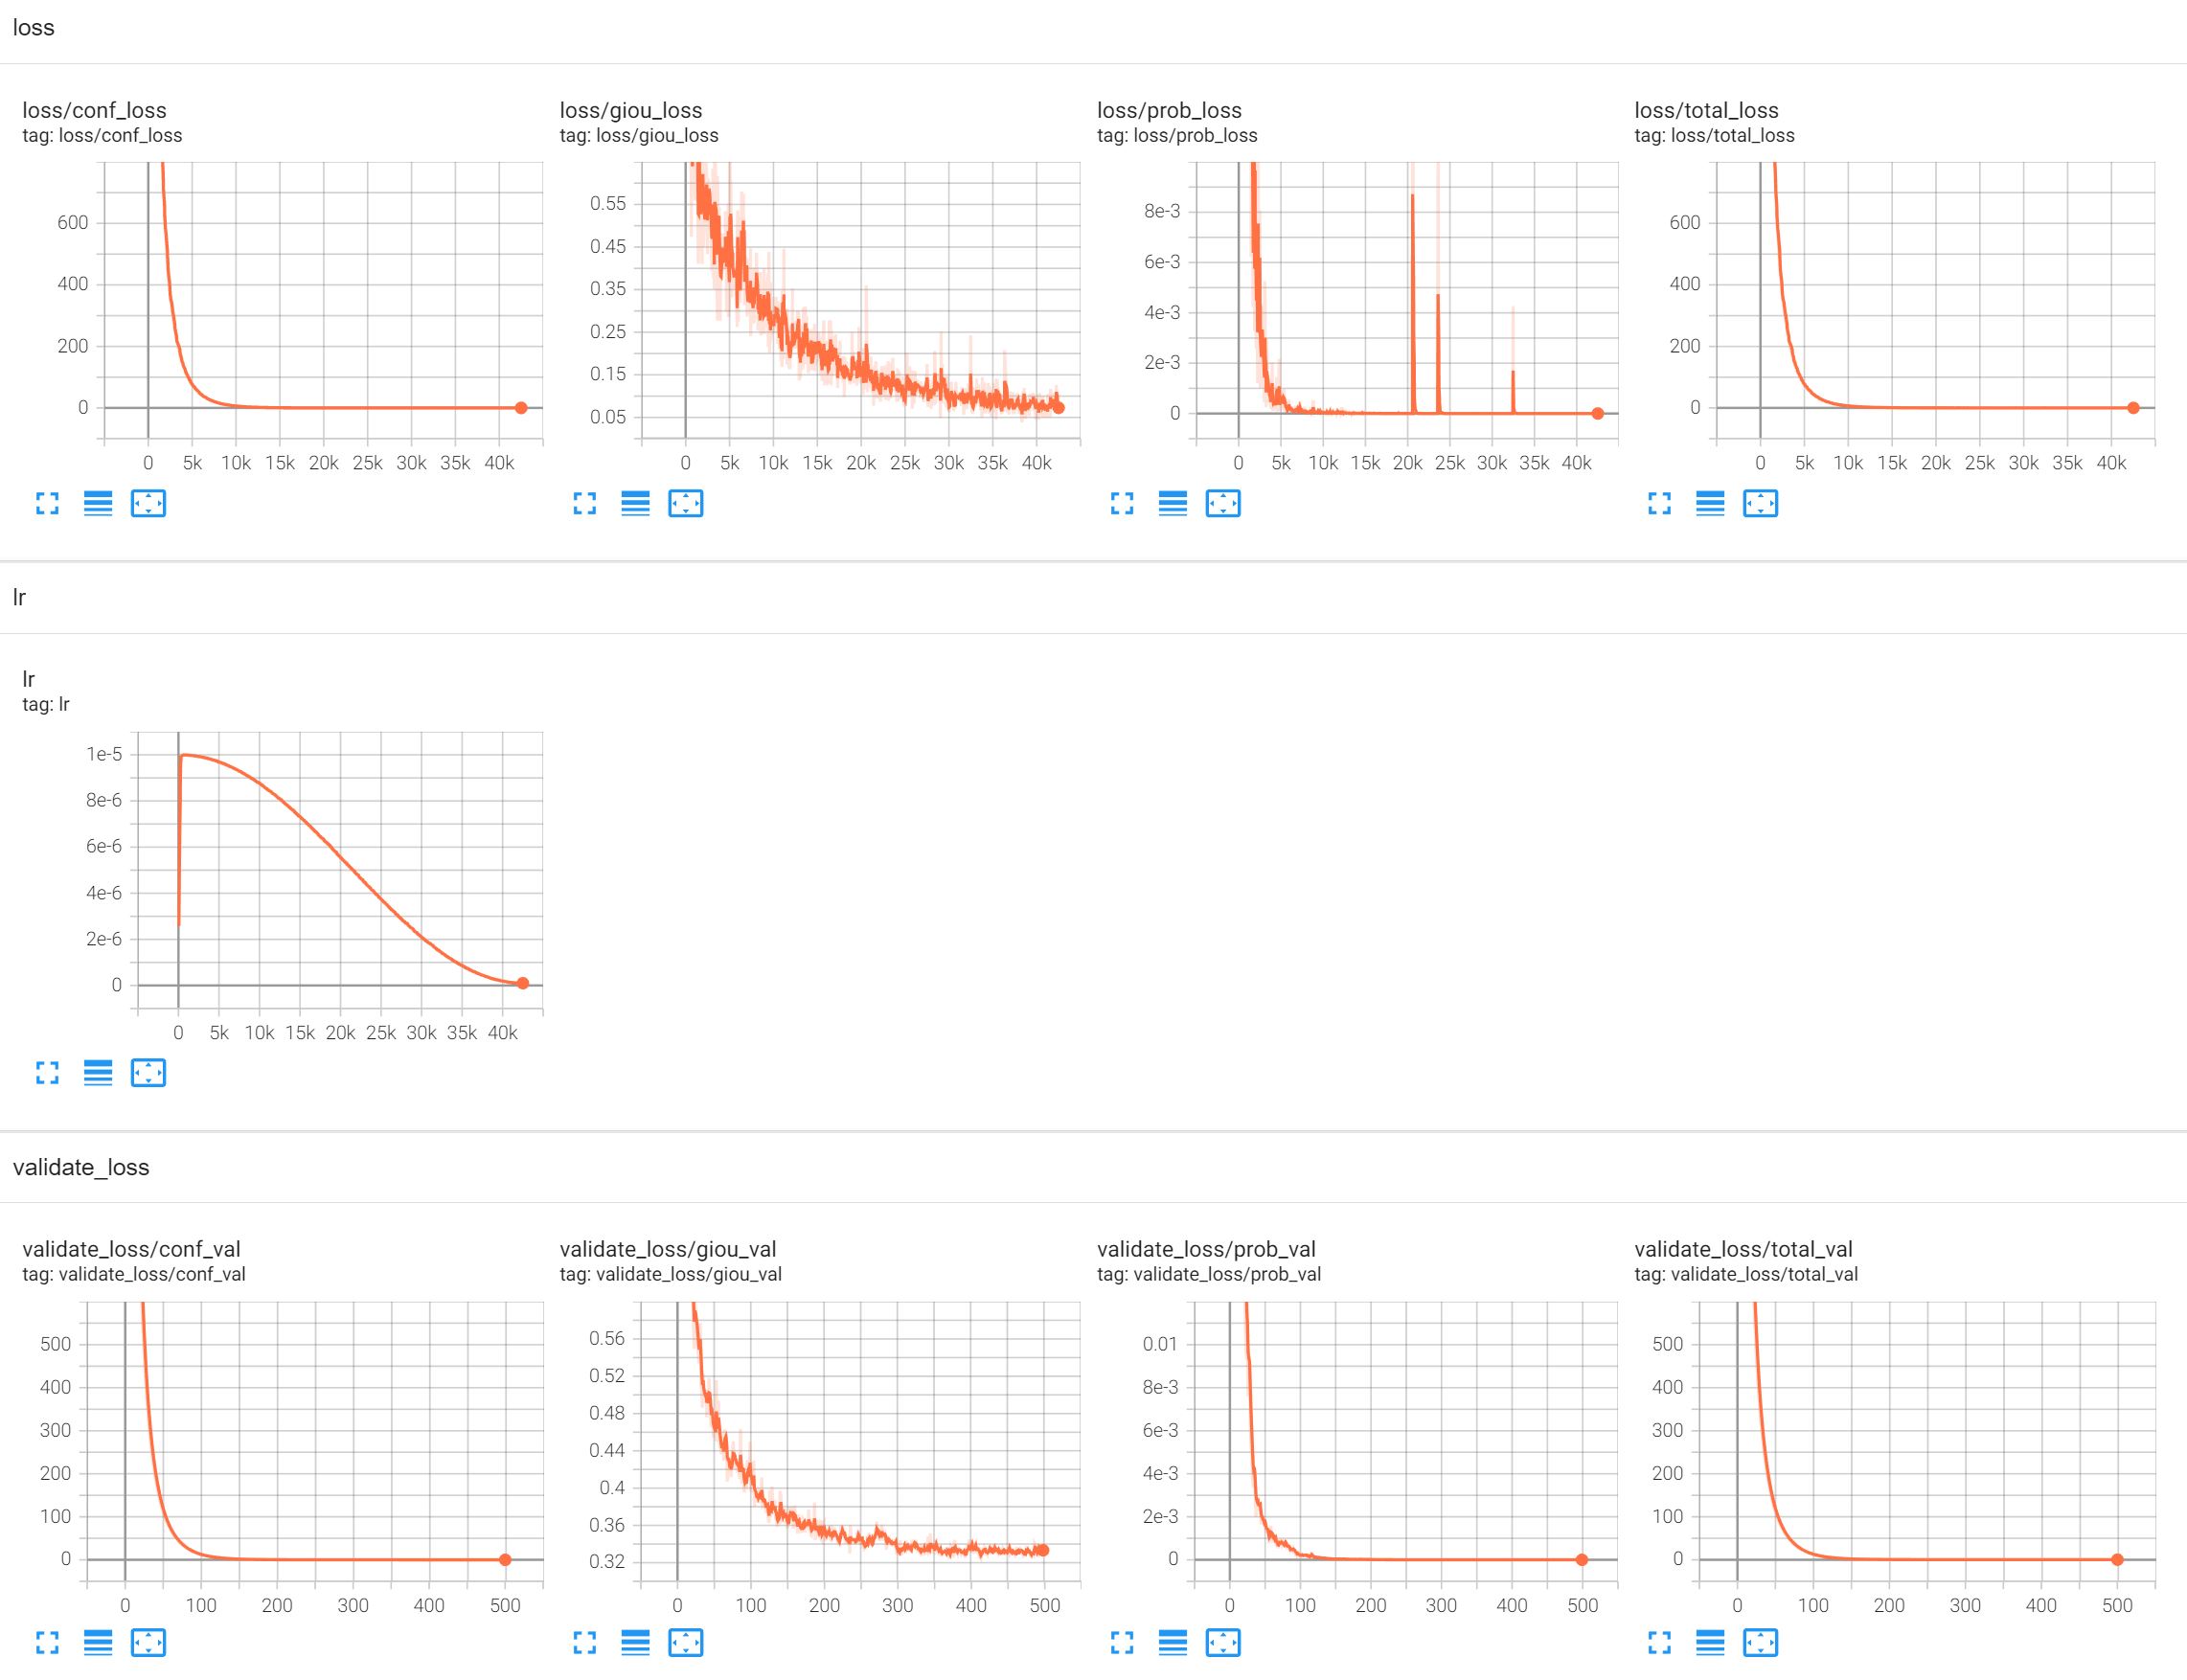 loss
loss/conf_loss
tag: loss/conf_loss
600
400
200
0
0 5k 10k 15k 20k 25k 30k 35k 40k
loss/giou_loss
tag: loss/giou_loss
0.55
0.45
0.35
0.25
0.15
0.05
0 5k 10k 15k 20k 25k 30k 35k 40k
loss/prob_loss
tag: loss/prob_loss
8e-3
6e-3
4e-3
2e-3
0
0 5k 10k 15k 20k 25k 30k 35k 40k
loss/total_loss
tag: loss/total_loss
600
400
200
0
0 5k 10k 15k 20k 25k 30k 35k 40k
lr
lr
tag: lr
1e-5
8e-6
6e-6
4e-6
2e-6
0
0 5k 10k 15k 20k 25k 30k 35k 40k
validate_loss
validate_loss/conf_val
tag: validate_loss/conf_val
500
400
300
200
100
0
0 100 200 300 400 500
validate_loss/giou_val
tag: validate_loss/giou_val
0.56
0.52
0.48
0.44
0.4
0.36
0.32
0 100 200 300 400 500
validate_loss/prob_val
tag: validate_loss/prob_val
0.01
8e-3
6e-3
4e-3
2e-3
0
0 100 200 300 400 500
validate_loss/total_val
tag: validate_loss/total_val
500
400
300
200
100
0
0 100 200 300 400 500